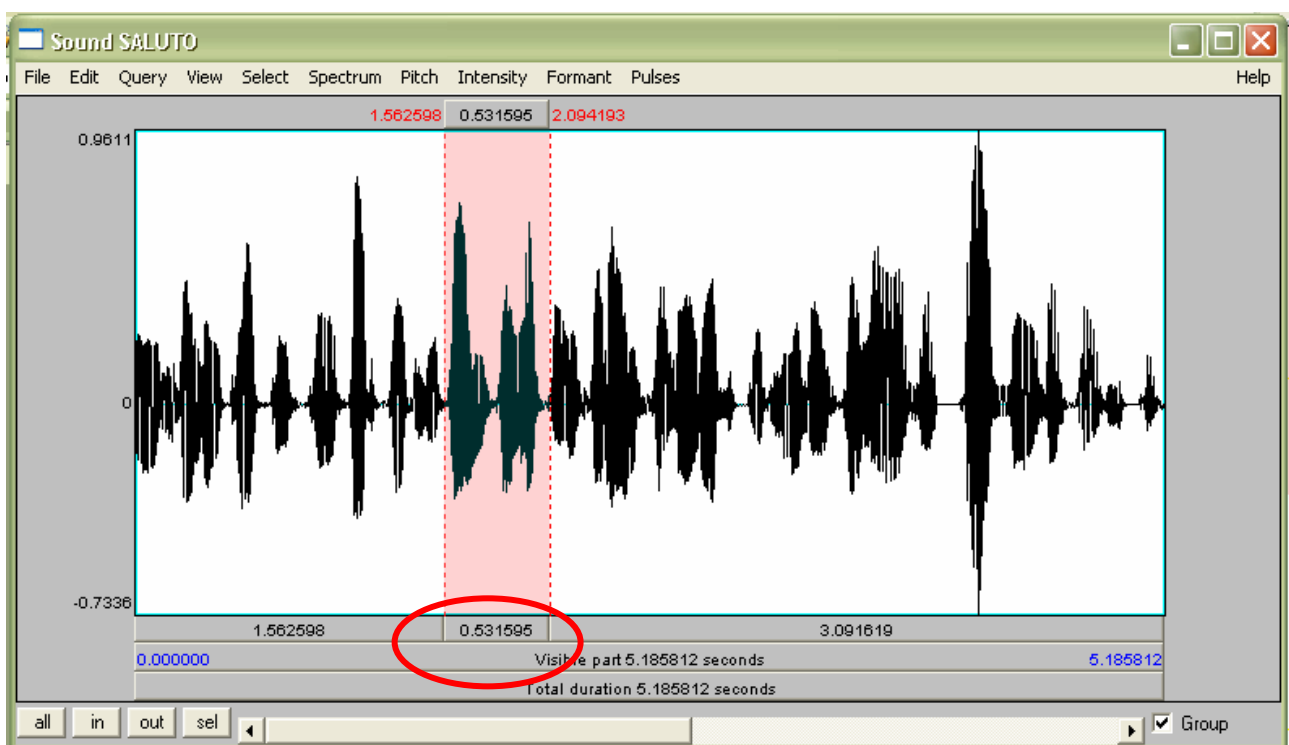 Sound SALUTO
File Edit Query View Select Spectrum Pitch Intensity Formant Pulses Help
1.562598 0.531595 2.094193
0.9611
0
-0.7336
1.562598 0.531595 3.091619
0.000000 Visible part 5.185812 seconds 5.185812
Total duration 5.185812 seconds
all in out sel Group